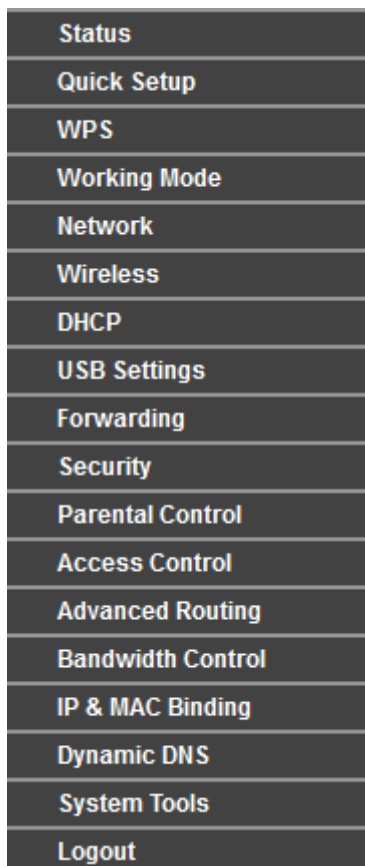 Status
Quick Setup
WPS
Working Mode
Network
Wireless
DHCP
USB Settings
Forwarding
Security
Parental Control
Access Control
Advanced Routing
Bandwidth Control
IP & MAC Binding
Dynamic DNS
System Tools
Logout